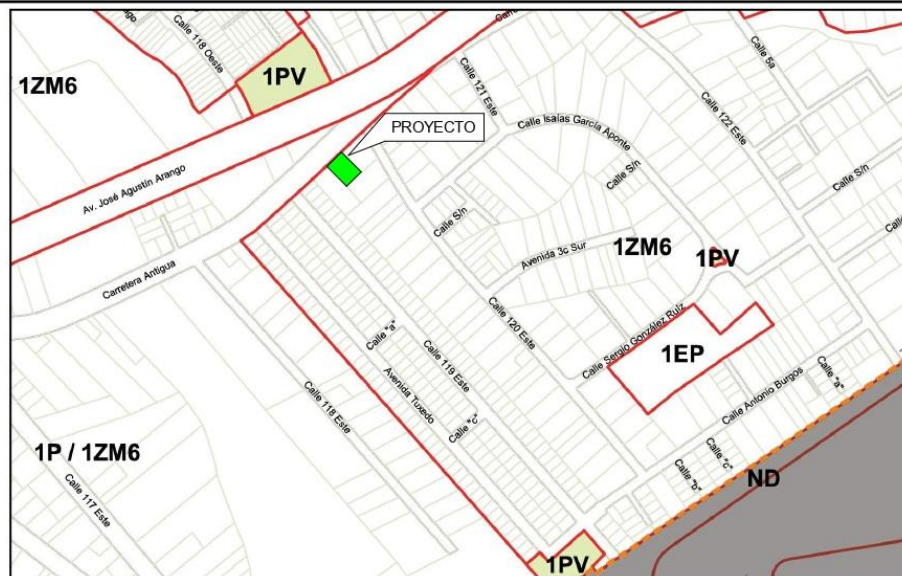 Calle 118 Oeste
1PV
1ZM6
Calle 5a
Calle 121 Este
PROYECTO
Calle Isaías García Aponte
Calle 122 Este
Av. José Agustín Arango
Calle S/n
Calle S/n
Calle S/n
Carretera Antigua
Avenida 3c Sur
1ZM6
1PV
Calle 120 Este
Calle Sergio González Ruíz
Calle "a"
Calle 119 Este
1EP
Avenida Tuxedo
Calle "a"
Calle 118 Este
Calle "c"
Calle Antonio Burgos
1P / 1ZM6
Calle 117 Este
Calle "c"
Calle "b"
ND
1PV